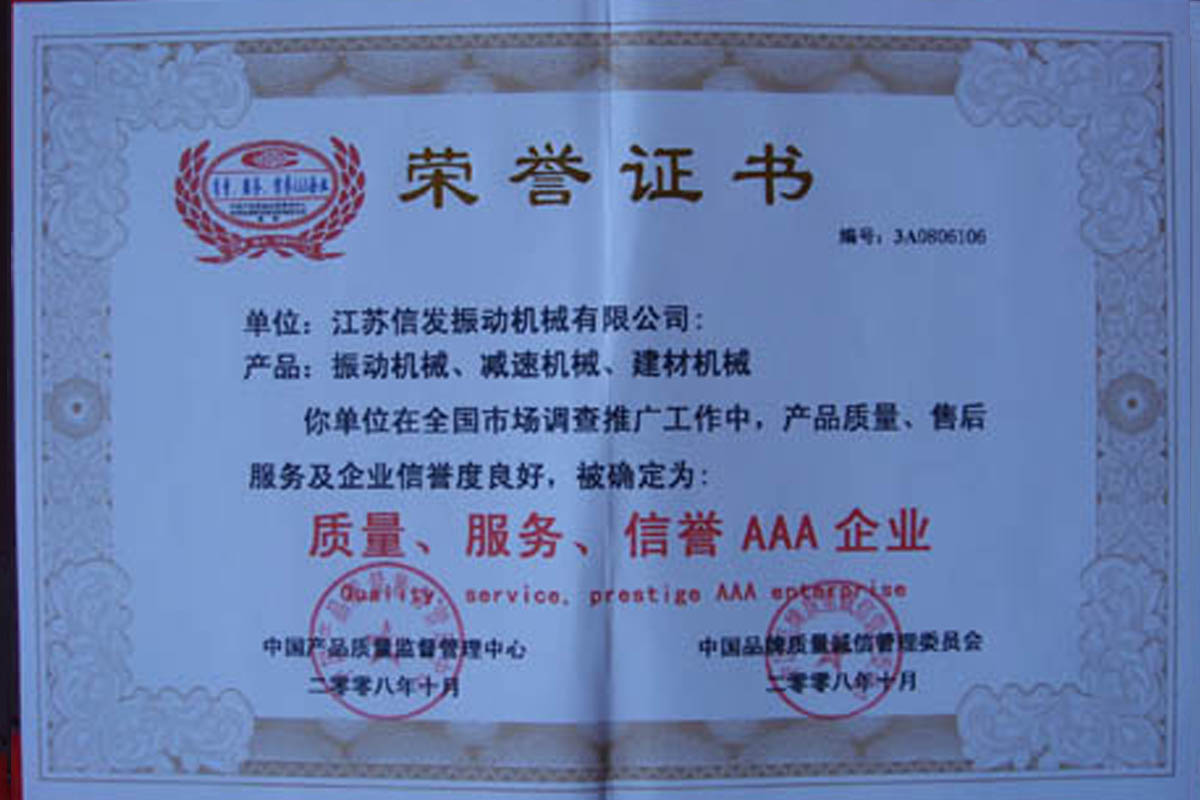 荣誉证书
编号：3A0806106
单位：江苏信发振动机械有限公司：
产品：振动机械、减速机械、建材机械
你单位在全国市场调查推广工作中，产品质量、售后
服务及企业信誉度良好，被确定为：
质量、服务、信誉AAA企业
Quality, service, prestige AAA enterprise
中国产品质量监督管理中心
二零零八年十月
中国品牌质量誠信管理委员会
二零零八年十月